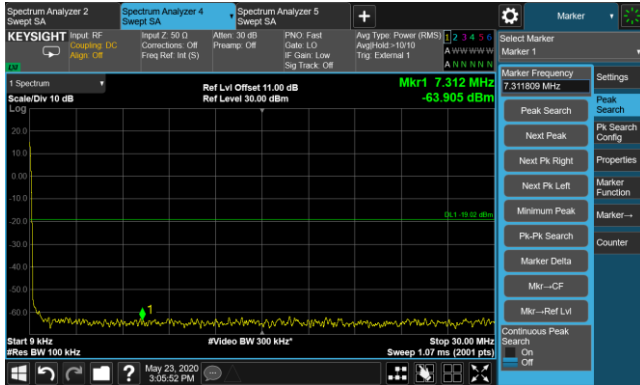 Spectrum Analyzer 2
Swept SA
Spectrum Analyzer 4
Swept SA
Spectrum Analyzer 5
Swept SA
Marker
KEYSIGHT
Input: RF
Coupling: DC
Align: Off
Input Z: 50 Ω
Corrections: Off
Freq Ref: Int (S)
Atten: 30 dB
Preamp: Off
PNO: Fast
Gate: LO
IF Gain: Low
Sig Track: Off
Avg Type: Power (RMS)
Avg|Hold:>10/10
Trig: External 1
1 2 3 4 5 6
A W W W W W
A N N N N N
Select Marker
Marker 1
LXI
1 Spectrum
Scale/Div 10 dB
Log
Ref Lvl Offset 11.00 dB
Ref Level 30.00 dBm
Mkr1 7.312 MHz
-63.905 dBm
20.0
10.0
0.00
-10.0
-20.0
-30.0
-40.0
-50.0
-60.0
DL1 -19.02 dBm
1
Start 9 kHz
#Res BW 100 kHz
#Video BW 300 kHz*
Stop 30.00 MHz
Sweep 1.07 ms (2001 pts)
Marker Frequency
7.311809 MHz
Peak Search
Next Peak
Next Pk Right
Next Pk Left
Minimum Peak
Pk-Pk Search
Marker Delta
Mkr→CF
Mkr→Ref Lvl
Continuous Peak
Search
On
Off
Settings
Peak
Search
Pk Search
Config
Properties
Marker
Function
Marker→
Counter
?
May 23, 2020
3:05:52 PM